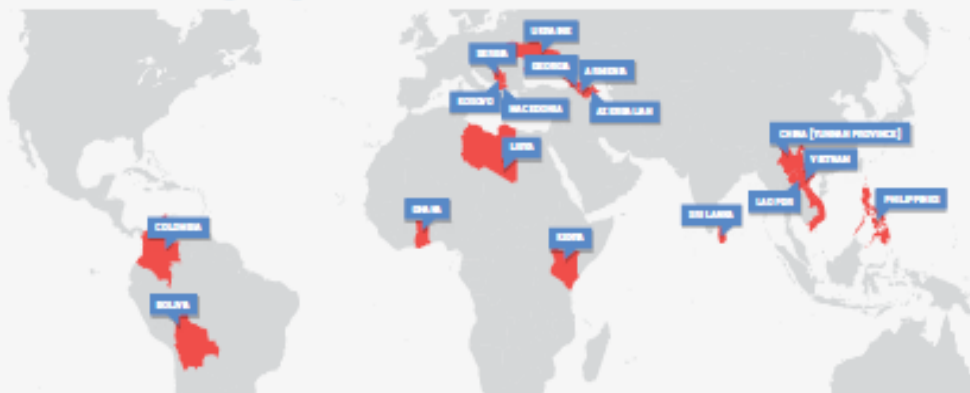 UKRAINE
SERBIA
GEORGIA
ARMENIA
KOSOVO
MACEDONIA
AZERBAIJAN
CHINA (YUNNAN PROVINCE)
LIBYA
VIETNAM
LAO PDR
PHILIPPINES
GHANA
SRI LANKA
COLOMBIA
KENYA
BOLIVIA